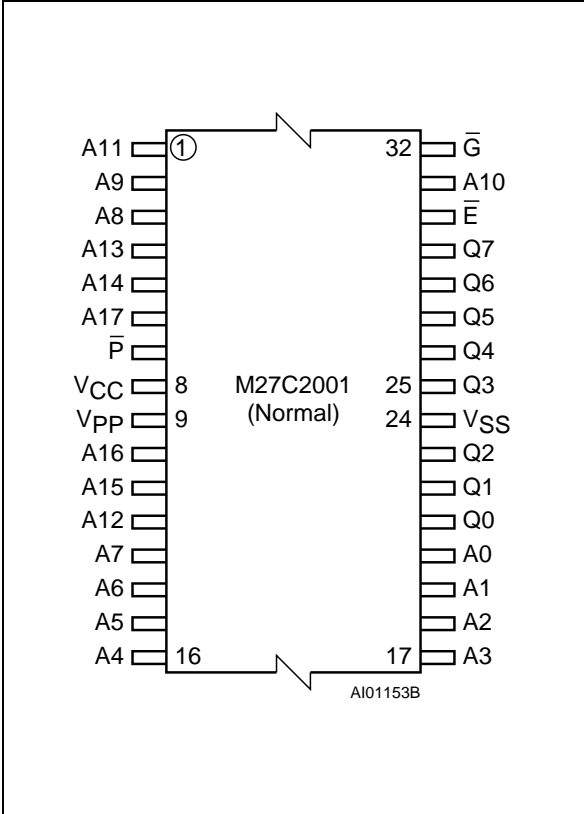 A11 1 32 G̅
A9 A10
A8 E̅
A13 Q7
A14 Q6
A17 Q5
P̅ Q4
VCC 8 M27C2001 25 Q3
VPP 9 (Normal) 24 VSS
A16 Q2
A15 Q1
A12 Q0
A7 A0
A6 A1
A5 A2
A4 16 17 A3
AI01153B